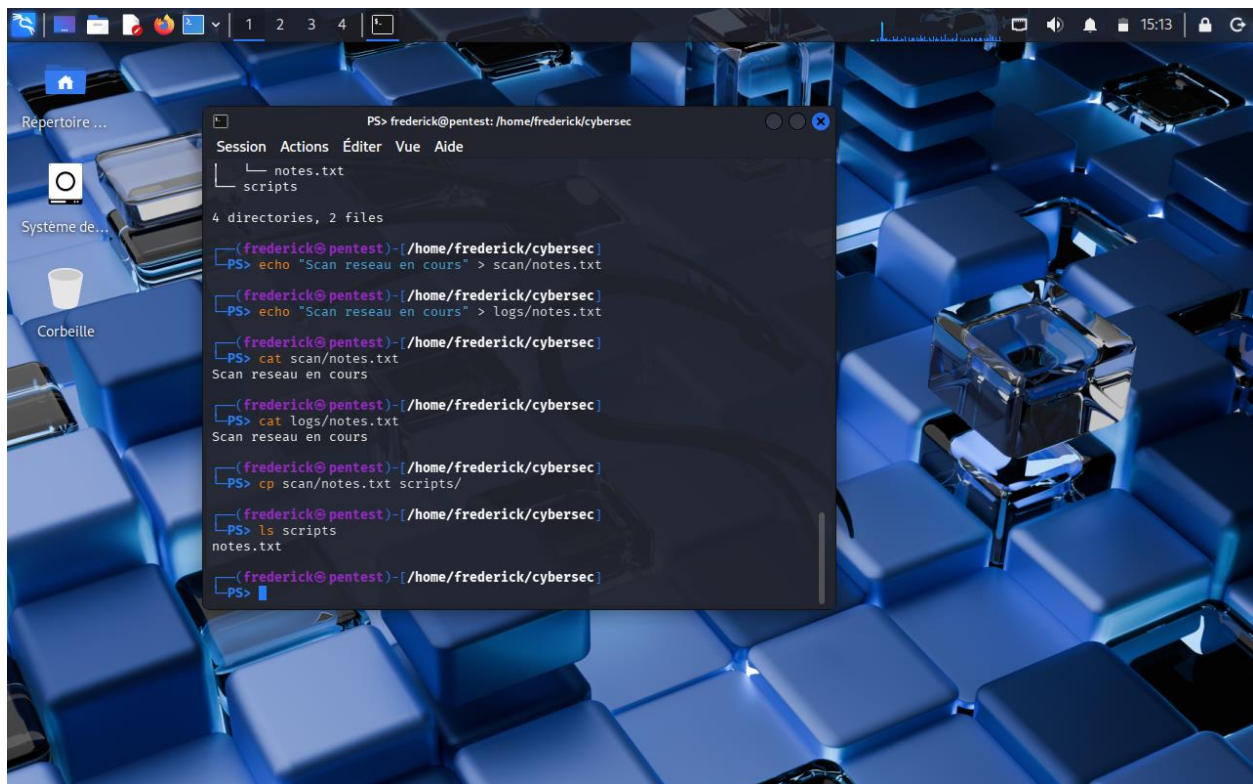 1 2 3 4
15:13
Répertoire ...
Système de...
Corbeille
PS> frederick@pentest: /home/frederick/cybersec
Session Actions Éditer Vue Aide
│   └── notes.txt
└── scripts
4 directories, 2 files
┌──(frederick㉿pentest)-[/home/frederick/cybersec]
└─PS> echo "Scan reseau en cours" > scan/notes.txt
┌──(frederick㉿pentest)-[/home/frederick/cybersec]
└─PS> echo "Scan reseau en cours" > logs/notes.txt
┌──(frederick㉿pentest)-[/home/frederick/cybersec]
└─PS> cat scan/notes.txt
Scan reseau en cours
┌──(frederick㉿pentest)-[/home/frederick/cybersec]
└─PS> cat logs/notes.txt
Scan reseau en cours
┌──(frederick㉿pentest)-[/home/frederick/cybersec]
└─PS> cp scan/notes.txt scripts/
┌──(frederick㉿pentest)-[/home/frederick/cybersec]
└─PS> ls scripts
notes.txt
┌──(frederick㉿pentest)-[/home/frederick/cybersec]
└─PS>